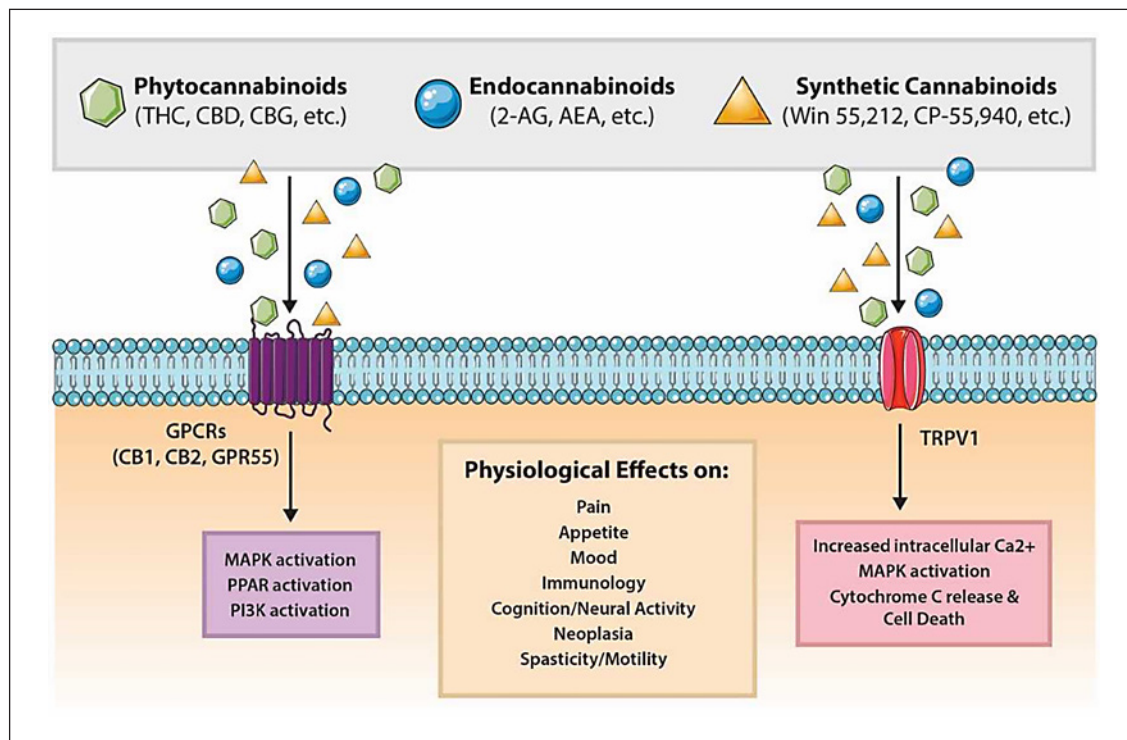 Phytocannabinoids
(THC, CBD, CBG, etc.)
Endocannabinoids
(2-AG, AEA, etc.)
Synthetic Cannabinoids
(Win 55,212, CP-55,940, etc.)
GPCRs
(CB1, CB2, GPR55)
MAPK activation
PPAR activation
PI3K activation
Physiological Effects on:
Pain
Appetite
Mood
Immunology
Cognition/Neural Activity
Neoplasia
Spasticity/Motility
TRPV1
Increased intracellular Ca2+
MAPK activation
Cytochrome C release &
Cell Death